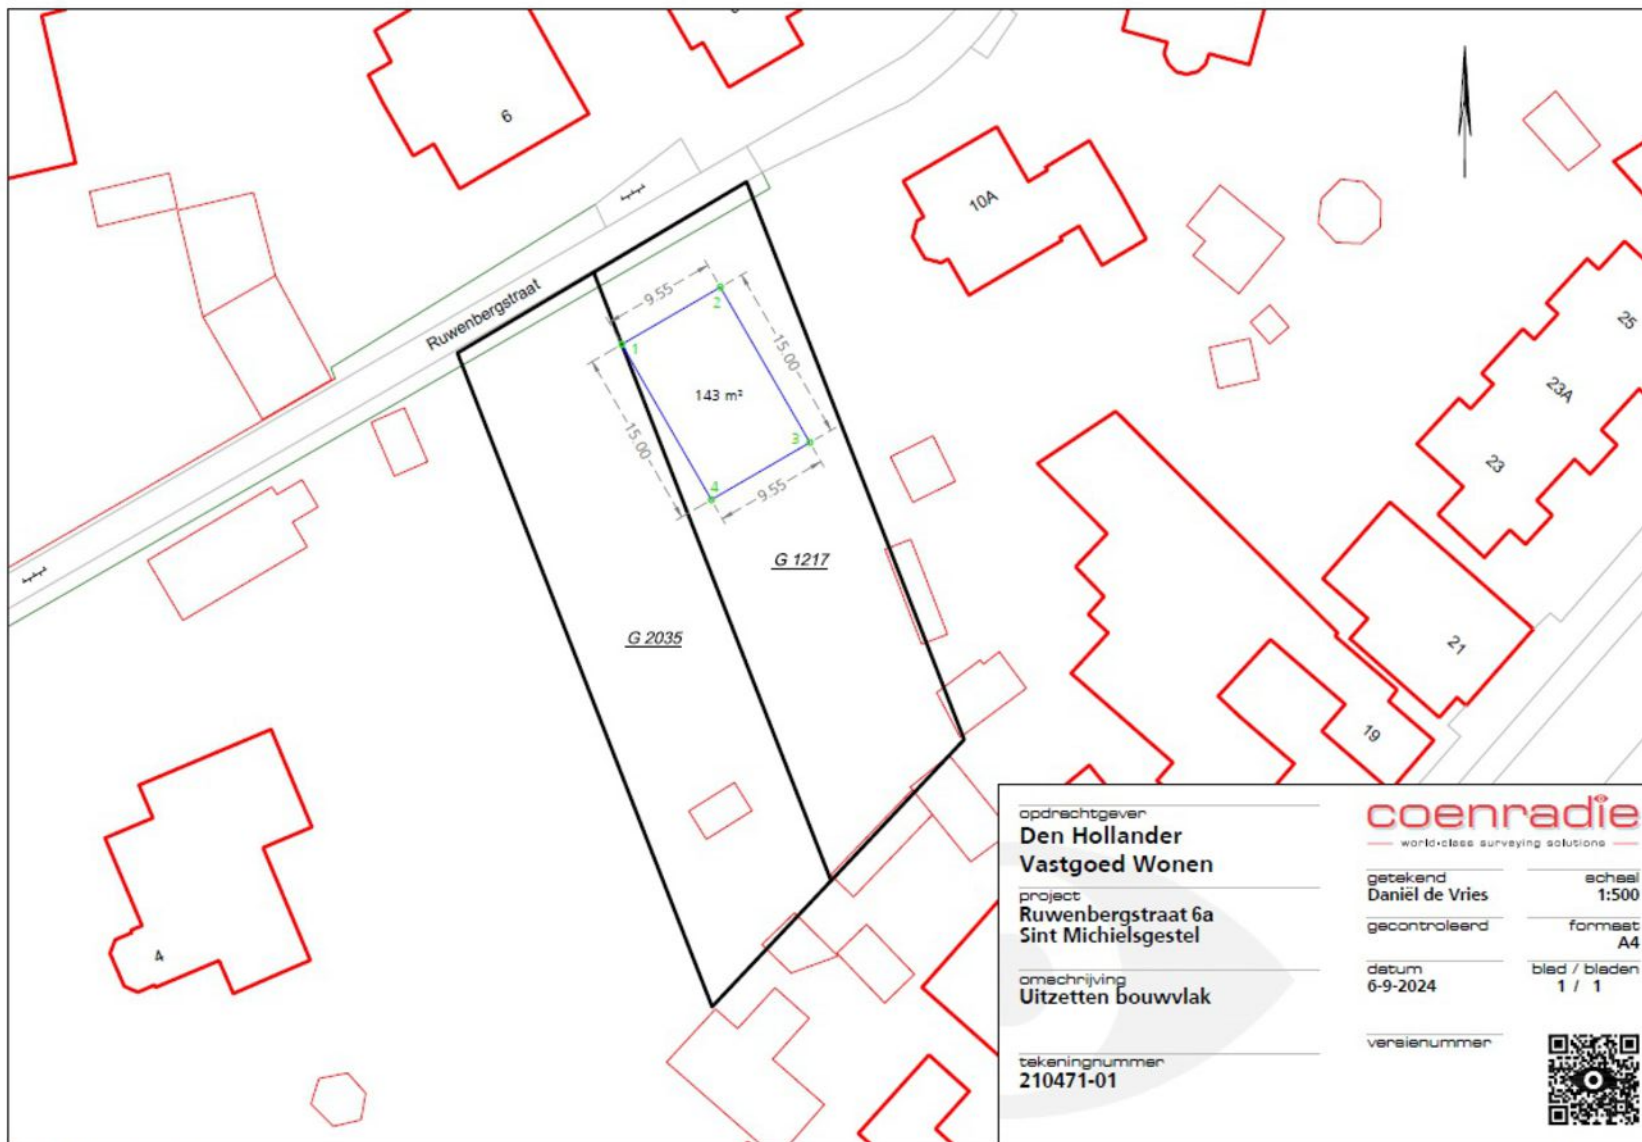 6
10A
Ruwenbergstraat
9.55
2
1
15.00
143 m²
25
23A
23
3
15.00
4
9.55
G 1217
G 2035
21
19
4
opdrachtgever
Den Hollander
Vastgoed Wonen
project
Ruwenbergstraat 6a
Sint Michielsgestel
omschrijving
Uitzetten bouwvlak
tekeningnummer
210471-01
coenradie
world-class surveying solutions
getekend
Daniël de Vries
schaal
1:500
gecontroleerd
formaat
A4
datum
6-9-2024
blad / bladen
1 / 1
versienummer